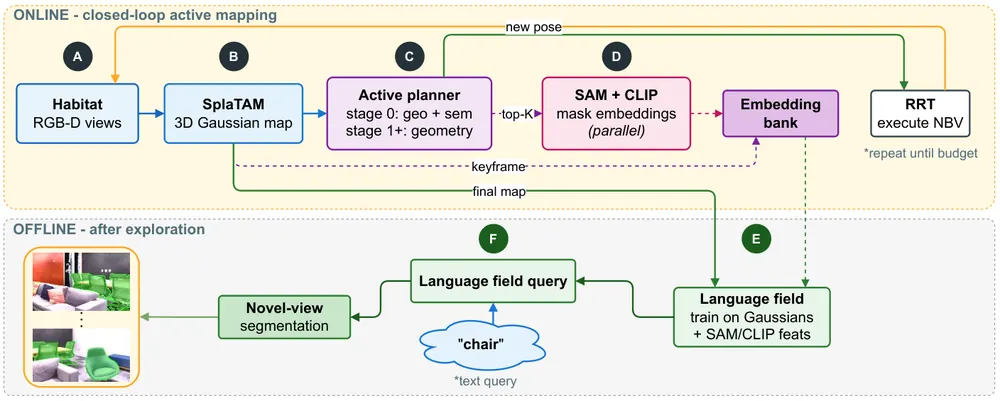 ONLINE - closed-loop active mapping
new pose
A
B
C
D
Habitat
RGB-D views
SplaTAM
3D Gaussian map
Active planner
stage 0: geo + sem
stage 1+: geometry
top-K
SAM + CLIP
mask embeddings
(parallel)
Embedding
bank
RRT
execute NBV
*repeat until budget
keyframe
final map
OFFLINE - after exploration
F
E
Language field query
Novel-view
segmentation
Language field
train on Gaussians
+ SAM/CLIP feats
"chair"
*text query